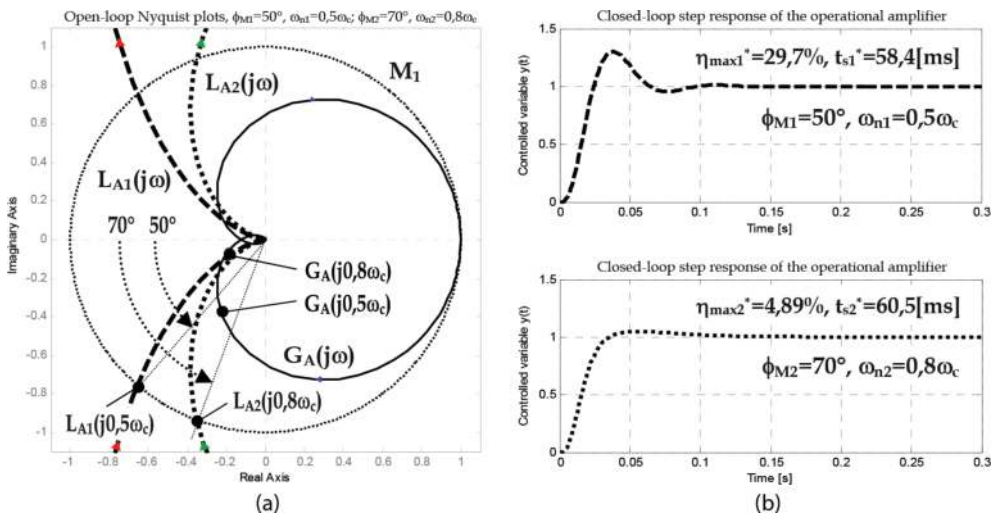 Open-loop Nyquist plots, ϕM1=50°, ωn1=0,5ωc; ϕM2=70°, ωn2=0,8ωc
Imaginary Axis
1
0.8
0.6
0.4
0.2
0
-0.2
-0.4
-0.6
-0.8
-1
LA2(jω)
M1
LA1(jω)
70°
50°
GA(j0,8ωc)
GA(j0,5ωc)
GA(jω)
LA2(j0,8ωc)
LA1(j0,5ωc)
-1 -0.8 -0.6 -0.4 -0.2 0 0.2 0.4 0.6 0.8 1
Real Axis
(a)
Closed-loop step response of the operational amplifier
Controlled variable y(t)
1.5
1
0.5
0
ηmax1*=29,7%, ts1*=58,4[ms]
ϕM1=50°, ωn1=0,5ωc
0 0.05 0.1 0.15 0.2 0.25 0.3
Time [s]
Closed-loop step response of the operational amplifier
Controlled variable y(t)
1.5
1
0.5
0
ηmax2*=4,89%, ts2*=60,5[ms]
ϕM2=70°, ωn2=0,8ωc
0 0.05 0.1 0.15 0.2 0.25 0.3
Time [s]
(b)